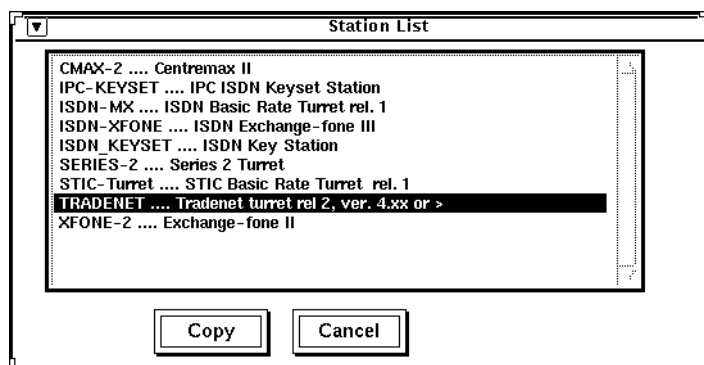 Station List
CMAX-2 .... Centremax II
IPC-KEYSET .... IPC ISDN Keyset Station
ISDN-MX .... ISDN Basic Rate Turret rel. 1
ISDN-XFONE .... ISDN Exchange-fone III
ISDN_KEYSET .... ISDN Key Station
SERIES-2 .... Series 2 Turret
STIC-Turret .... STIC Basic Rate Turret  rel. 1
TRADENET .... Tradenet turret rel 2, ver. 4.xx or >
XFONE-2 .... Exchange-fone II
Copy
Cancel